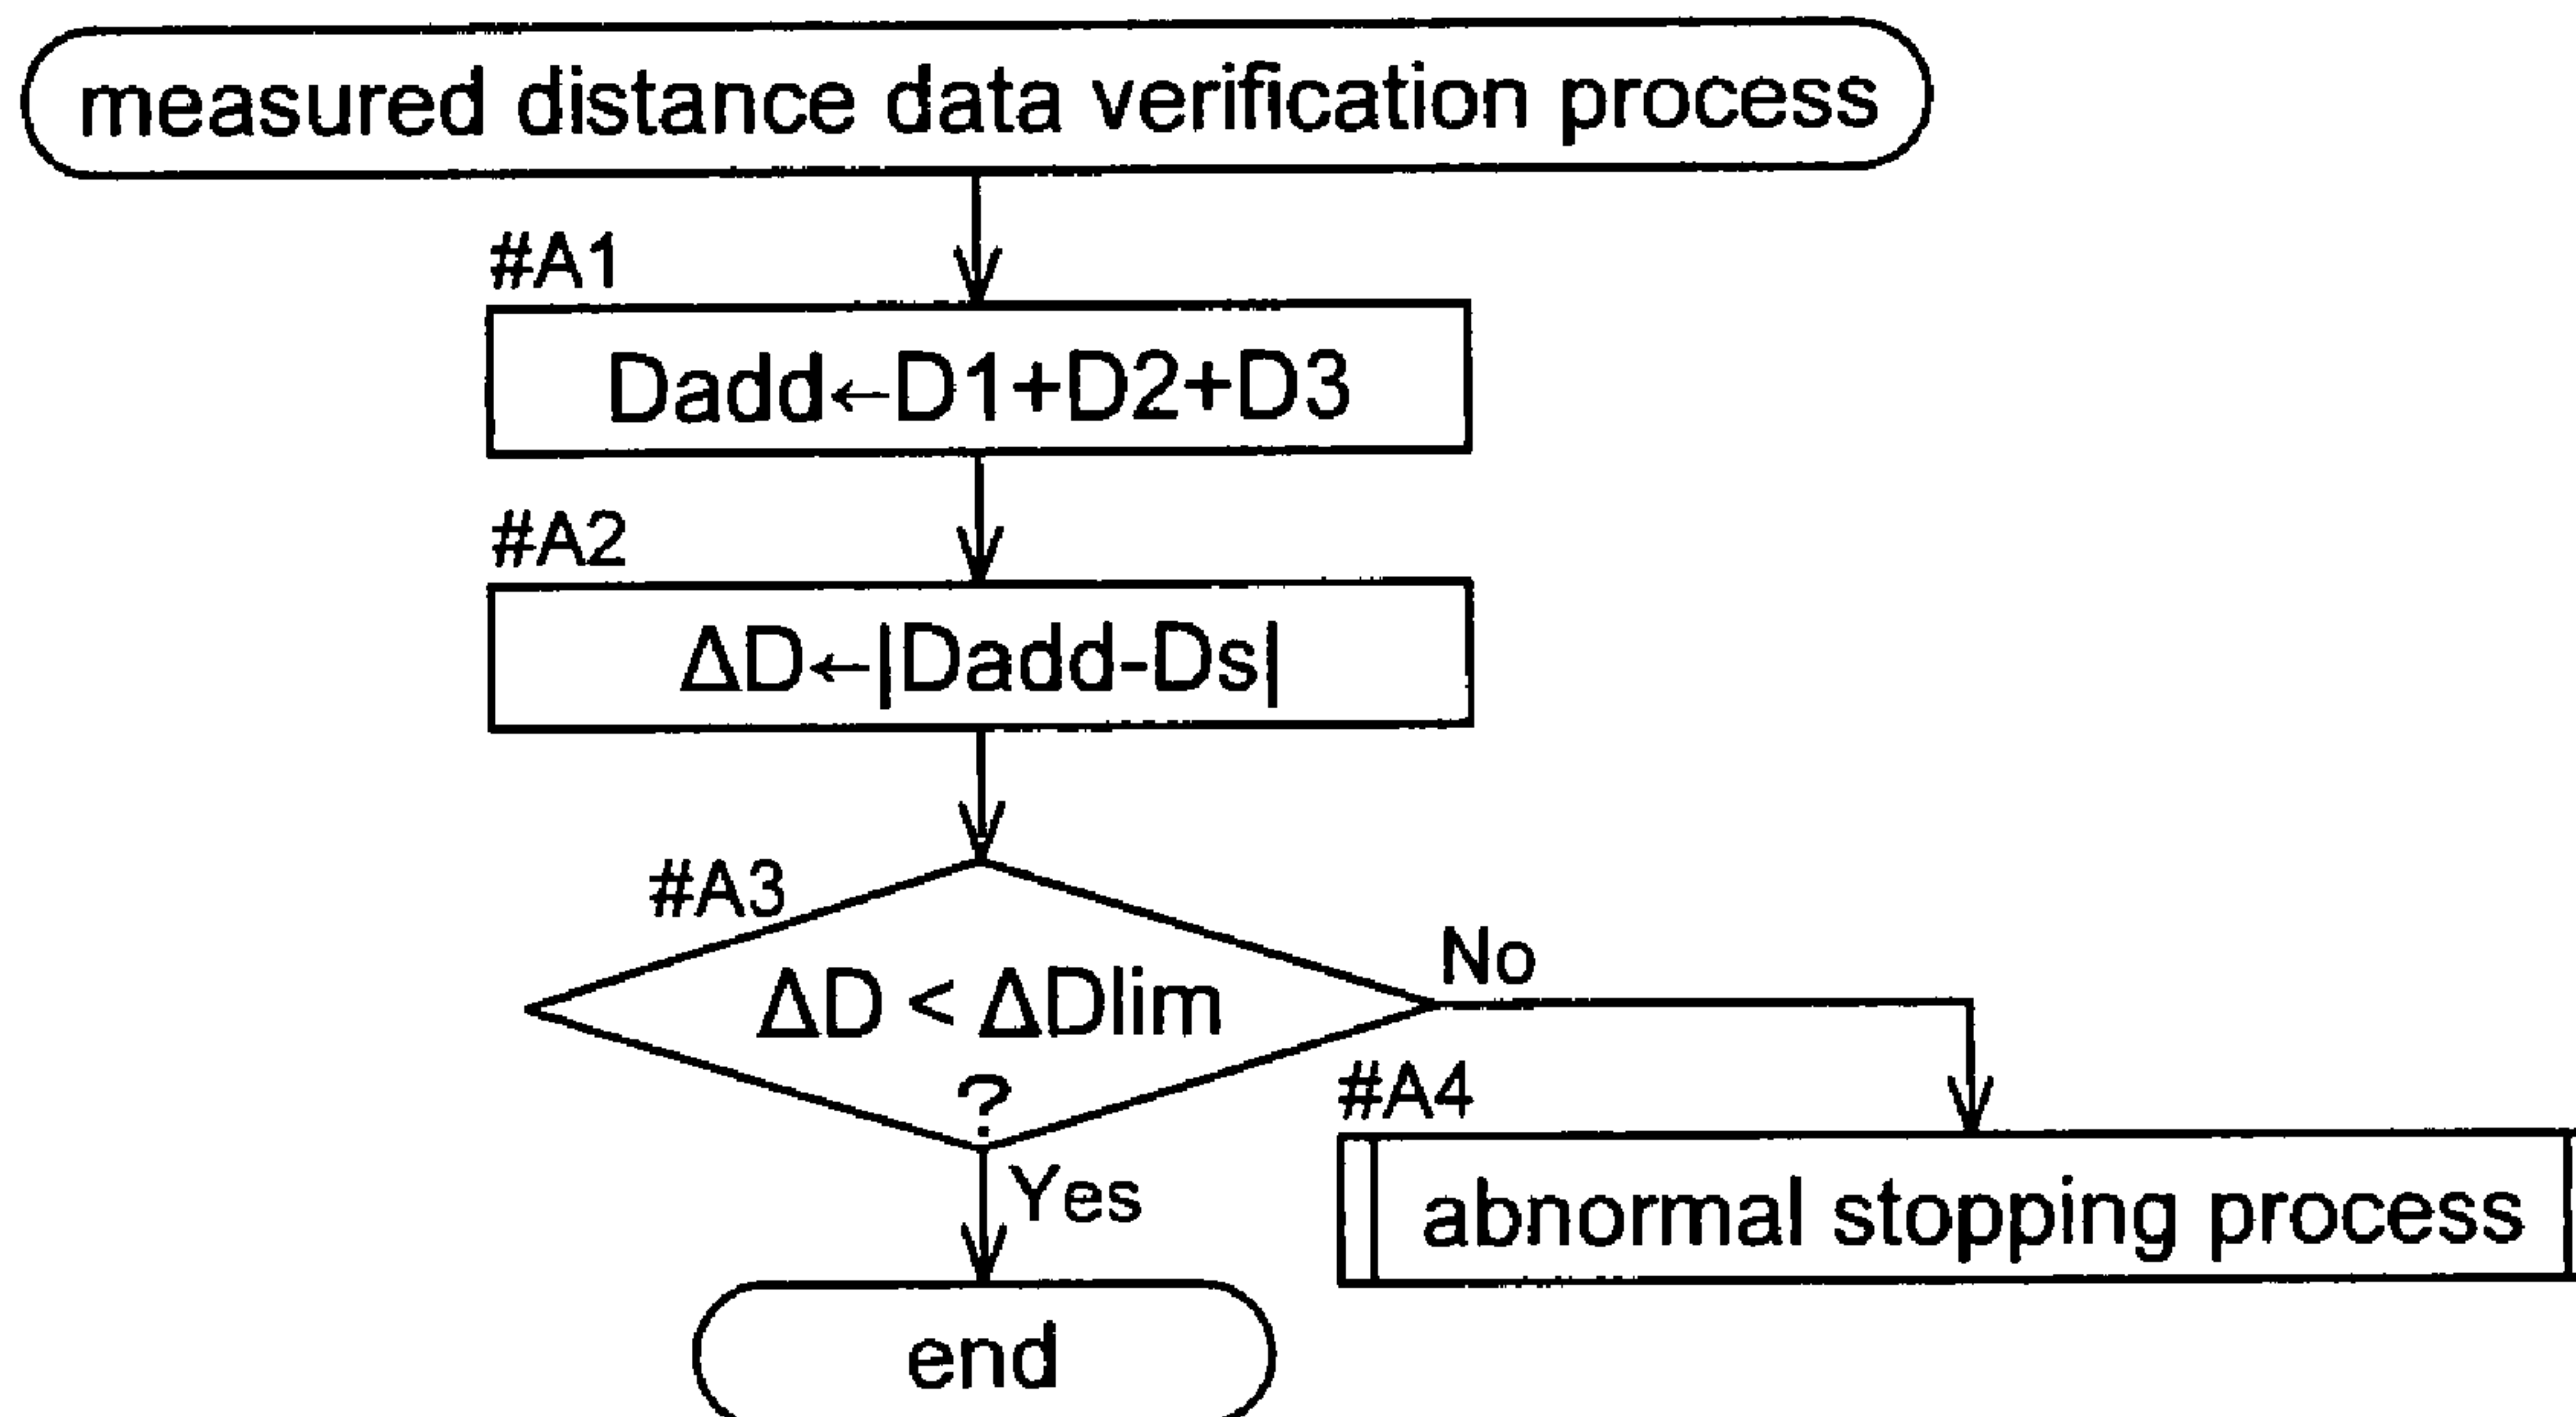 measured distance data verification process
#A1
Dadd←D1+D2+D3
#A2
ΔD←|Dadd-Ds|
#A3
ΔD < ΔDlim
?
No
#A4
Yes
abnormal stopping process
end